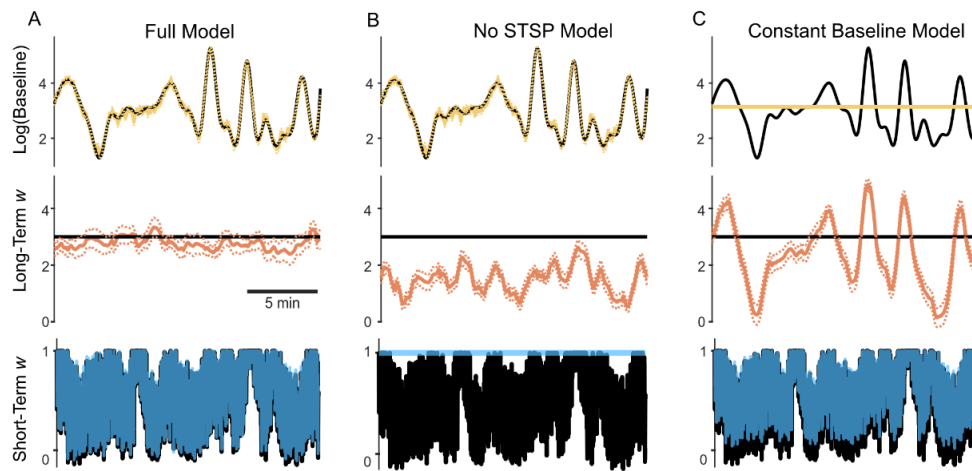 A
Full Model
B
No STSP Model
C
Constant Baseline Model
Log(Baseline)
4
2
4
2
4
2
Long-Term w
4
2
0
5 min
4
2
0
4
2
0
Short-Term w
1
0
1
0
1
0